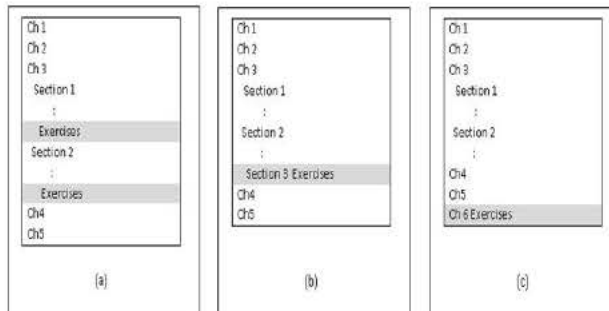 Ch 1
Ch 2
Ch 3
Section 1
:
Exercises
Section 2
:
Exercises
Ch4
Ch5
(a)
Ch 1
Ch 2
Ch 3
Section 1
:
Section 2
:
Section 3 Exercises
Ch4
Ch5
(b)
Ch 1
Ch 2
Ch 3
Section 1
:
Section 2
:
Ch4
Ch5
Ch 6 Exercises
(c)